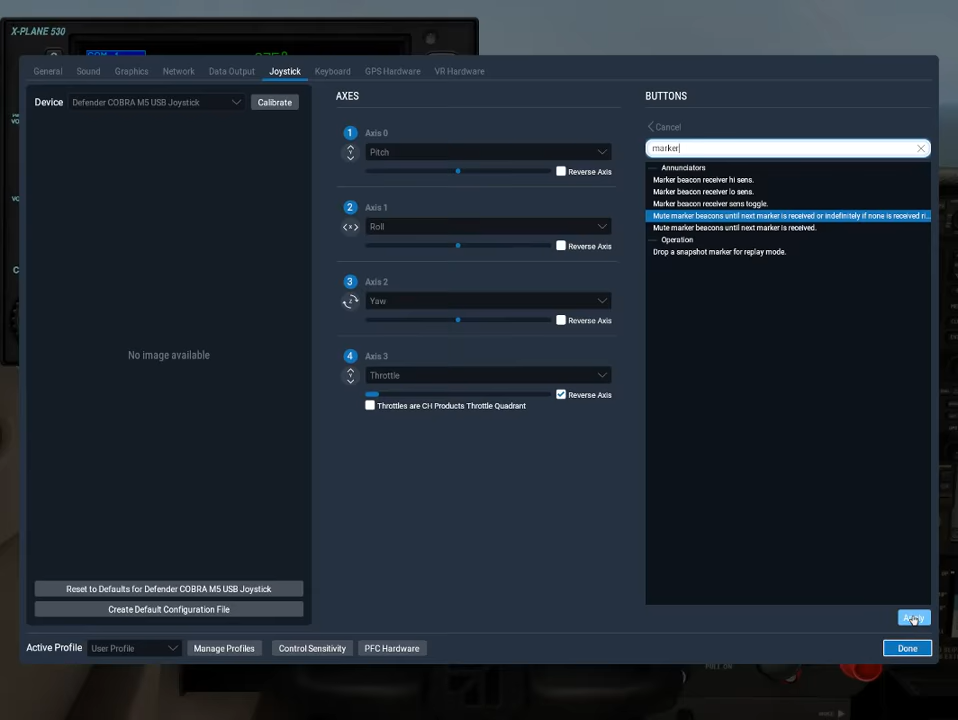 X-PLANE 530
General Sound Graphics Network Data Output Joystick Keyboard GPS Hardware VR Hardware
Device Defender COBRA M5 USB Joystick Calibrate
No image available
Reset to Defaults for Defender COBRA M5 USB Joystick
Create Default Configuration File
AXES
1 Axis 0
Pitch
Reverse Axis
2 Axis 1
Roll
Reverse Axis
3 Axis 2
Yaw
Reverse Axis
4 Axis 3
Throttle
Reverse Axis
Throttles are CH Products Throttle Quadrant
BUTTONS
Cancel
marker
Annunciators
Marker beacon receiver hi sens.
Marker beacon receiver lo sens.
Marker beacon receiver sens toggle.
Mute marker beacons until next marker is received or indefinitely if none is received ri...
Mute marker beacons until next marker is received.
Operation
Drop a snapshot marker for replay mode.
Active Profile User Profile Manage Profiles Control Sensitivity PFC Hardware
Done